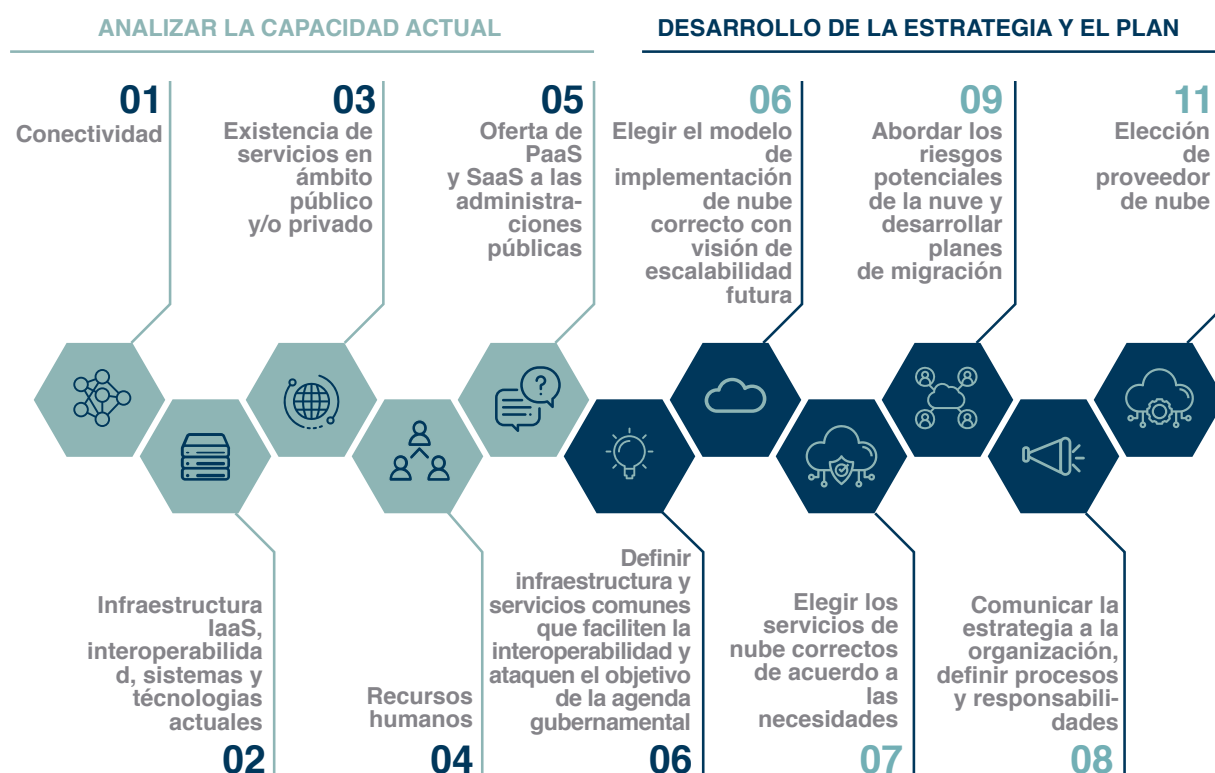 ANALIZAR LA CAPACIDAD ACTUAL
DESARROLLO DE LA ESTRATEGIA Y EL PLAN
01
Conectividad
03
Existencia de
servicios en
ámbito
público
y/o privado
05
Oferta de
PaaS
y SaaS a las
administra-
ciones
públicas
06
Elegir el modelo
de
implementación
de nube
correcto con
visión de
escalabilidad
futura
09
Abordar los
riesgos
potenciales
de la nuve y
desarrollar
planes
de migración
11
Elección
de
proveedor
de nube
?
Infraestructura
IaaS,
interoperabilida
d, sistemas y
técnologias
actuales
02
Recursos
humanos
04
Definir
infraestructura y
servicios comunes
que faciliten la
interoperabilidad y
ataquen el objetivo
de la agenda
gubernamental
06
Elegir los
servicios de
nube correctos
de acuerdo a
las
necesidades
07
Comunicar la
estrategia a la
organización,
definir procesos
y responsabili-
dades
08